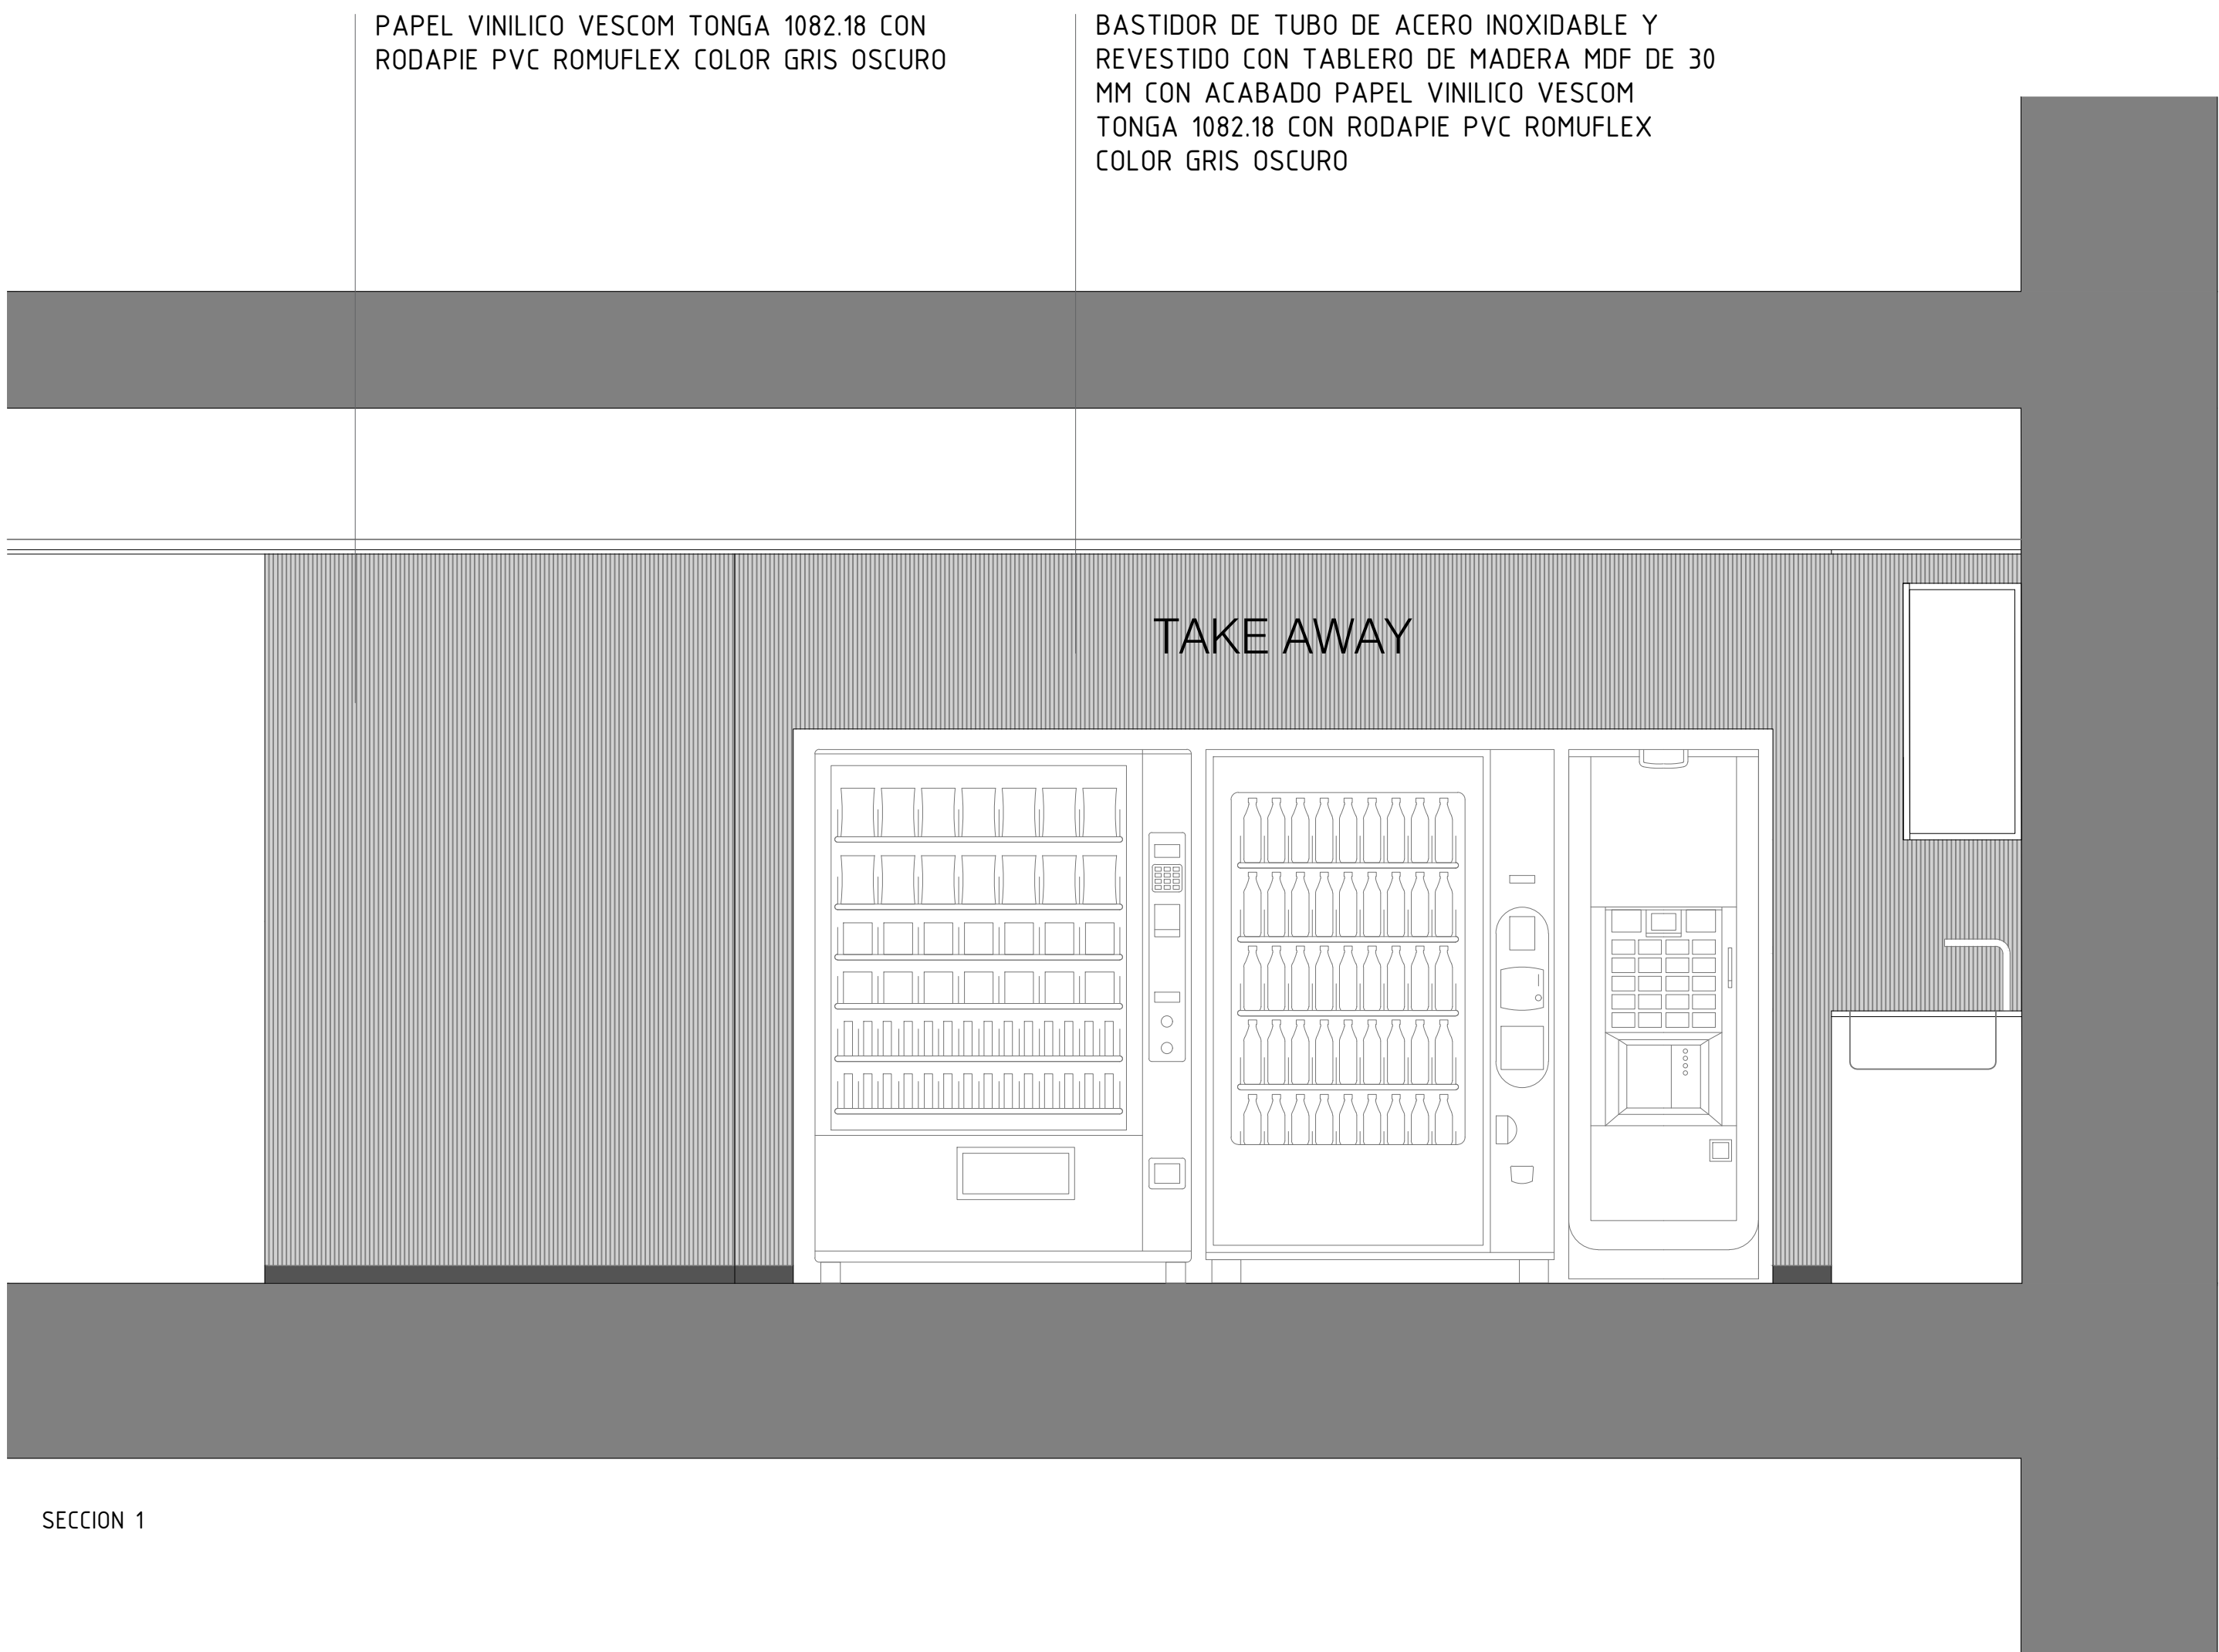 PAPEL VINILICO VESCOM TONGA 1082.18 CON
RODAPIE PVC ROMUFLEX COLOR GRIS OSCURO
BASTIDOR DE TUBO DE ACERO INOXIDABLE Y
REVESTIDO CON TABLERO DE MADERA MDF DE 30
MM CON ACABADO PAPEL VINILICO VESCOM
TONGA 1082.18 CON RODAPIE PVC ROMUFLEX
COLOR GRIS OSCURO
TAKE AWAY
SECCION 1